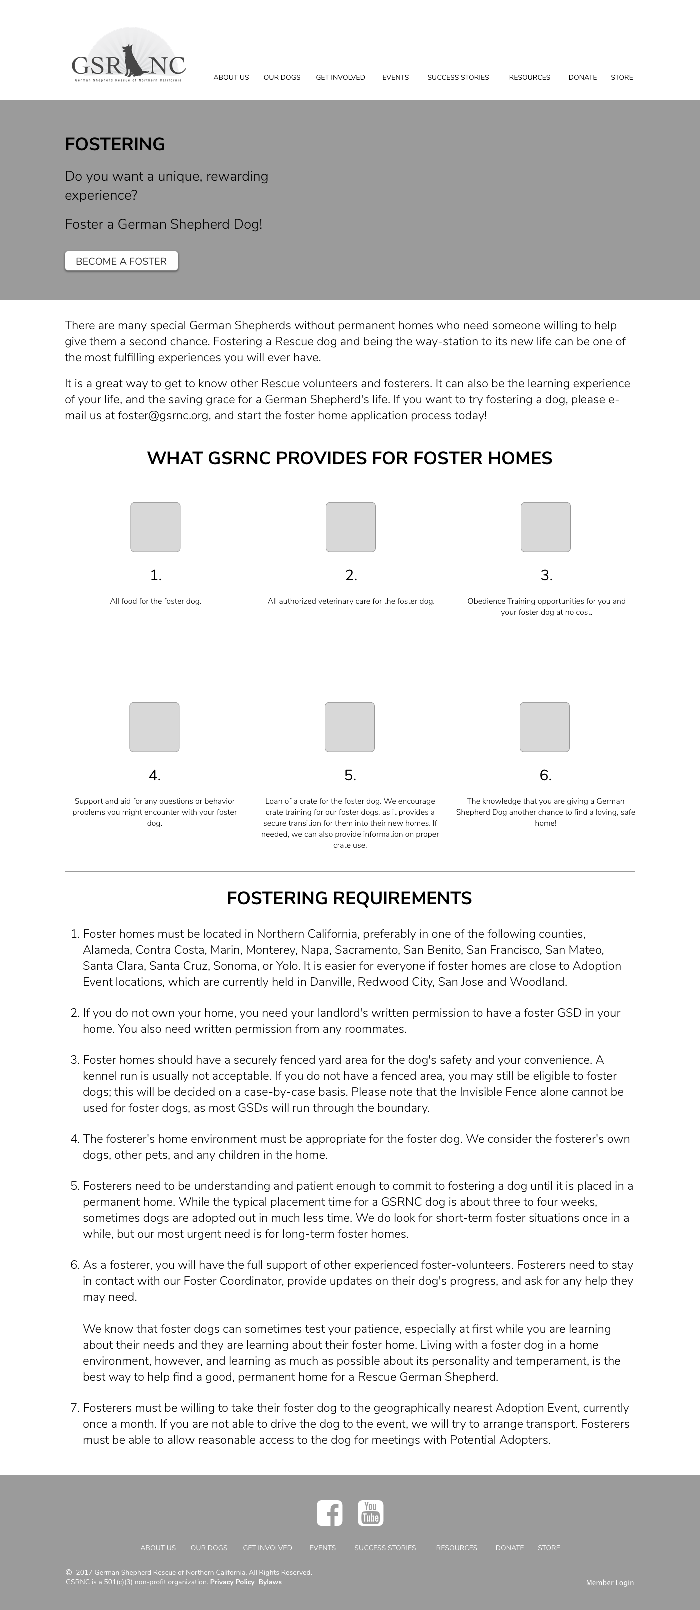 GSRNC
German Shepherd Rescue of Northern California
ABOUT US OUR DOGS GET INVOLVED EVENTS SUCCESS STORIES RESOURCES DONATE STORE
FOSTERING
Do you want a unique, rewarding
experience?
Foster a German Shepherd Dog!
BECOME A FOSTER
There are many special German Shepherds without permanent homes who need someone willing to help
give them a second chance. Fostering a Rescue dog and being the way-station to its new life can be one of
the most fulfilling experiences you will ever have.
It is a great way to get to know other Rescue volunteers and fosterers. It can also be the learning experience
of your life, and the saving grace for a German Shepherd's life. If you want to try fostering a dog, please e-
mail us at foster@gsrnc.org, and start the foster home application process today!
WHAT GSRNC PROVIDES FOR FOSTER HOMES
1.
All food for the foster dog.
2.
All authorized veterinary care for the foster dog.
3.
Obedience Training opportunities for you and
your foster dog at no cost.
4.
Support and aid for any questions or behavior
problems you might encounter with your foster
dog.
5.
Loan of a crate for the foster dog. We encourage
crate training for our foster dogs, as it provides a
secure transition for them into their new homes. If
needed, we can also provide information on proper
crate use.
6.
The knowledge that you are giving a German
Shepherd Dog another chance to find a loving, safe
home!
FOSTERING REQUIREMENTS
1. Foster homes must be located in Northern California, preferably in one of the following counties,
Alameda, Contra Costa, Marin, Monterey, Napa, Sacramento, San Benito, San Francisco, San Mateo,
Santa Clara, Santa Cruz, Sonoma, or Yolo. It is easier for everyone if foster homes are close to Adoption
Event locations, which are currently held in Danville, Redwood City, San Jose and Woodland.
2. If you do not own your home, you need your landlord's written permission to have a foster GSD in your
home. You also need written permission from any roommates.
3. Foster homes should have a securely fenced yard area for the dog's safety and your convenience. A
kennel run is usually not acceptable. If you do not have a fenced area, you may still be eligible to foster
dogs; this will be decided on a case-by-case basis. Please note that the Invisible Fence alone cannot be
used for foster dogs, as most GSDs will run through the boundary.
4. The fosterer's home environment must be appropriate for the foster dog. We consider the fosterer's own
dogs, other pets, and any children in the home.
5. Fosterers need to be understanding and patient enough to commit to fostering a dog until it is placed in a
permanent home. While the typical placement time for a GSRNC dog is about three to four weeks,
sometimes dogs are adopted out in much less time. We do look for short-term foster situations once in a
while, but our most urgent need is for long-term foster homes.
6. As a fosterer, you will have the full support of other experienced foster-volunteers. Fosterers need to stay
in contact with our Foster Coordinator, provide updates on their dog's progress, and ask for any help they
may need.
We know that foster dogs can sometimes test your patience, especially at first while you are learning
about their needs and they are learning about their foster home. Living with a foster dog in a home
environment, however, and learning as much as possible about its personality and temperament, is the
best way to help find a good, permanent home for a Rescue German Shepherd.
7. Fosterers must be willing to take their foster dog to the geographically nearest Adoption Event, currently
once a month. If you are not able to drive the dog to the event, we will try to arrange transport. Fosterers
must be able to allow reasonable access to the dog for meetings with Potential Adopters.
You
Tube
ABOUT US OUR DOGS GET INVOLVED EVENTS SUCCESS STORIES RESOURCES DONATE STORE
© 2017 German Shepherd Rescue of Northern California. All Rights Reserved.
GSRNC is a 501(c)(3) non-profit organization. Privacy Policy Bylaws
Member Login